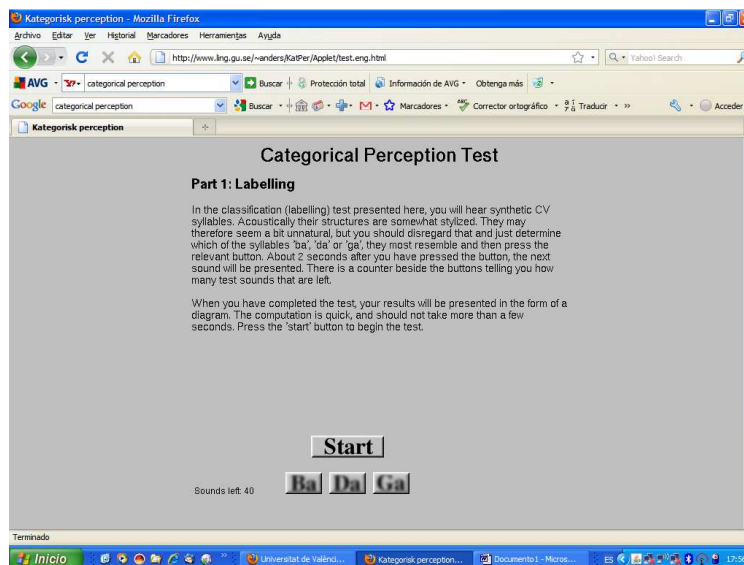 Kategorisk perception - Mozilla Firefox
Archivo Editar Ver Historial Marcadores Herramientas Ayuda
http://www.ling.gu.se/~anders/KatPer/Applet/test.eng.html
Yahoo! Search
AVG categorical perception Buscar Protección total Información de AVG Obtenga más
Google categorical perception Buscar Marcadores Corrector ortográfico Traducir » Acceder
Kategorisk perception
Categorical Perception Test
Part 1: Labelling
In the classification (labelling) test presented here, you will hear synthetic CV
syllables. Acoustically their structures are somewhat stylized. They may
therefore seem a bit unnatural, but you should disregard that and just determine
which of the syllables 'ba', 'da' or 'ga', they most resemble and then press the
relevant button. About 2 seconds after you have pressed the button, the next
sound will be presented. There is a counter beside the buttons telling you how
many test sounds that are left.
When you have completed the test, your results will be presented in the form of a
diagram. The computation is quick, and should not take more than a few
seconds. Press the 'start' button to begin the test.
Start
Sounds left: 40 Ba Da Ga
Terminado
Inicio » Universitat de Valènci... Kategorisk perception... Documento1 - Micros... ES 17:56